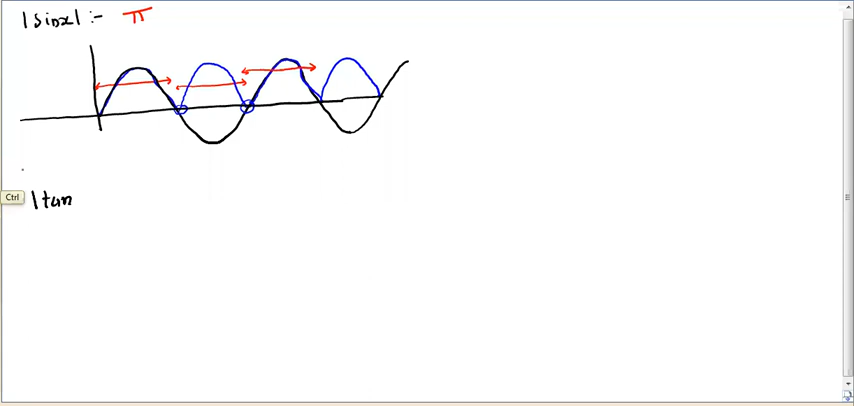 |sinx| :- π
Ctrl
|tan